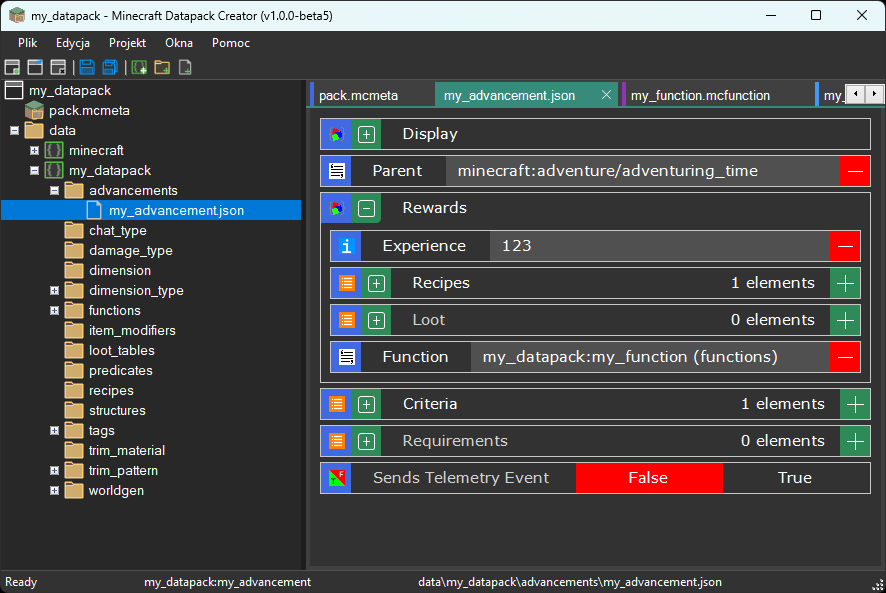 my_datapack - Minecraft Datapack Creator (v1.0.0-beta5)
Plik Edycja Projekt Okna Pomoc
my_datapack
pack.mcmeta
data
minecraft
my_datapack
advancements
my_advancement.json
chat_type
damage_type
dimension
dimension_type
functions
item_modifiers
loot_tables
predicates
recipes
structures
tags
trim_material
trim_pattern
worldgen
pack.mcmeta my_advancement.json my_function.mcfunction my_
Display
Parent minecraft:adventure/adventuring_time
Rewards
Experience 123
Recipes 1 elements
Loot 0 elements
Function my_datapack:my_function (functions)
Criteria 1 elements
Requirements 0 elements
Sends Telemetry Event False True
Ready my_datapack:my_advancement data\my_datapack\advancements\my_advancement.json